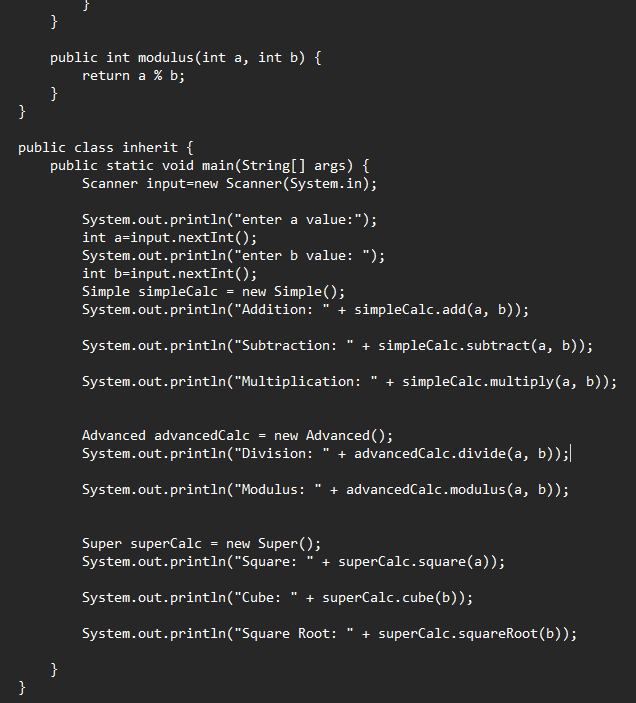 }
}
public int modulus(int a, int b) {
return a % b;
}
}
public class inherit {
public static void main(String[] args) {
Scanner input=new Scanner(System.in);
System.out.println("enter a value:");
int a=input.nextInt();
System.out.println("enter b value: ");
int b=input.nextInt();
Simple simpleCalc = new Simple();
System.out.println("Addition: " + simpleCalc.add(a, b));
System.out.println("Subtraction: " + simpleCalc.subtract(a, b));
System.out.println("Multiplication: " + simpleCalc.multiply(a, b));
Advanced advancedCalc = new Advanced();
System.out.println("Division: " + advancedCalc.divide(a, b));
System.out.println("Modulus: " + advancedCalc.modulus(a, b));
Super superCalc = new Super();
System.out.println("Square: " + superCalc.square(a));
System.out.println("Cube: " + superCalc.cube(b));
System.out.println("Square Root: " + superCalc.squareRoot(b));
}
}